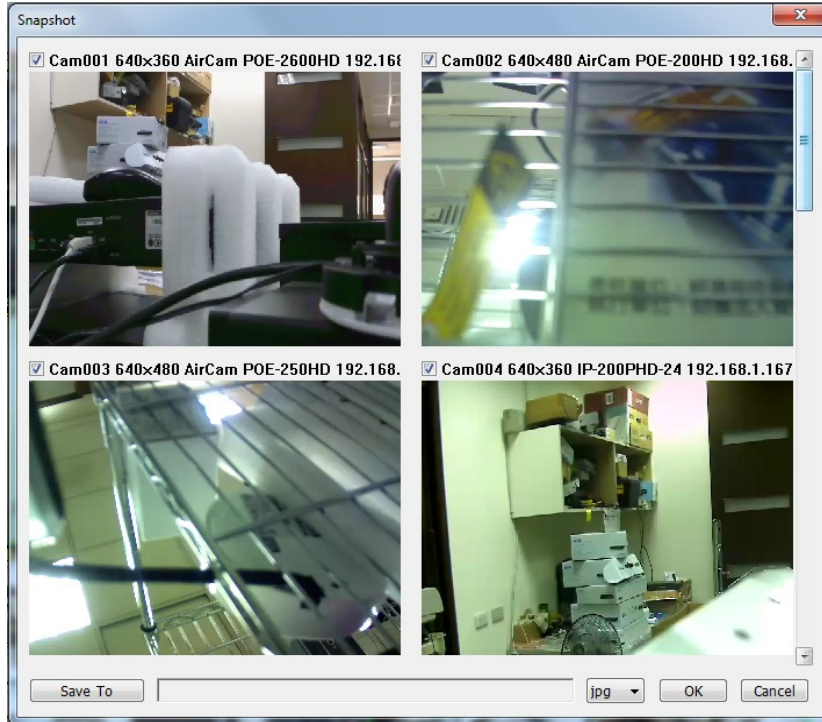 Snapshot
Cam001 640x360 AirCam POE-2600HD 192.168
Cam002 640x480 AirCam POE-200HD 192.168.
Cam003 640x480 AirCam POE-250HD 192.168.
Cam004 640x360 IP-200PHD-24 192.168.1.167
Save To
jpg
OK
Cancel